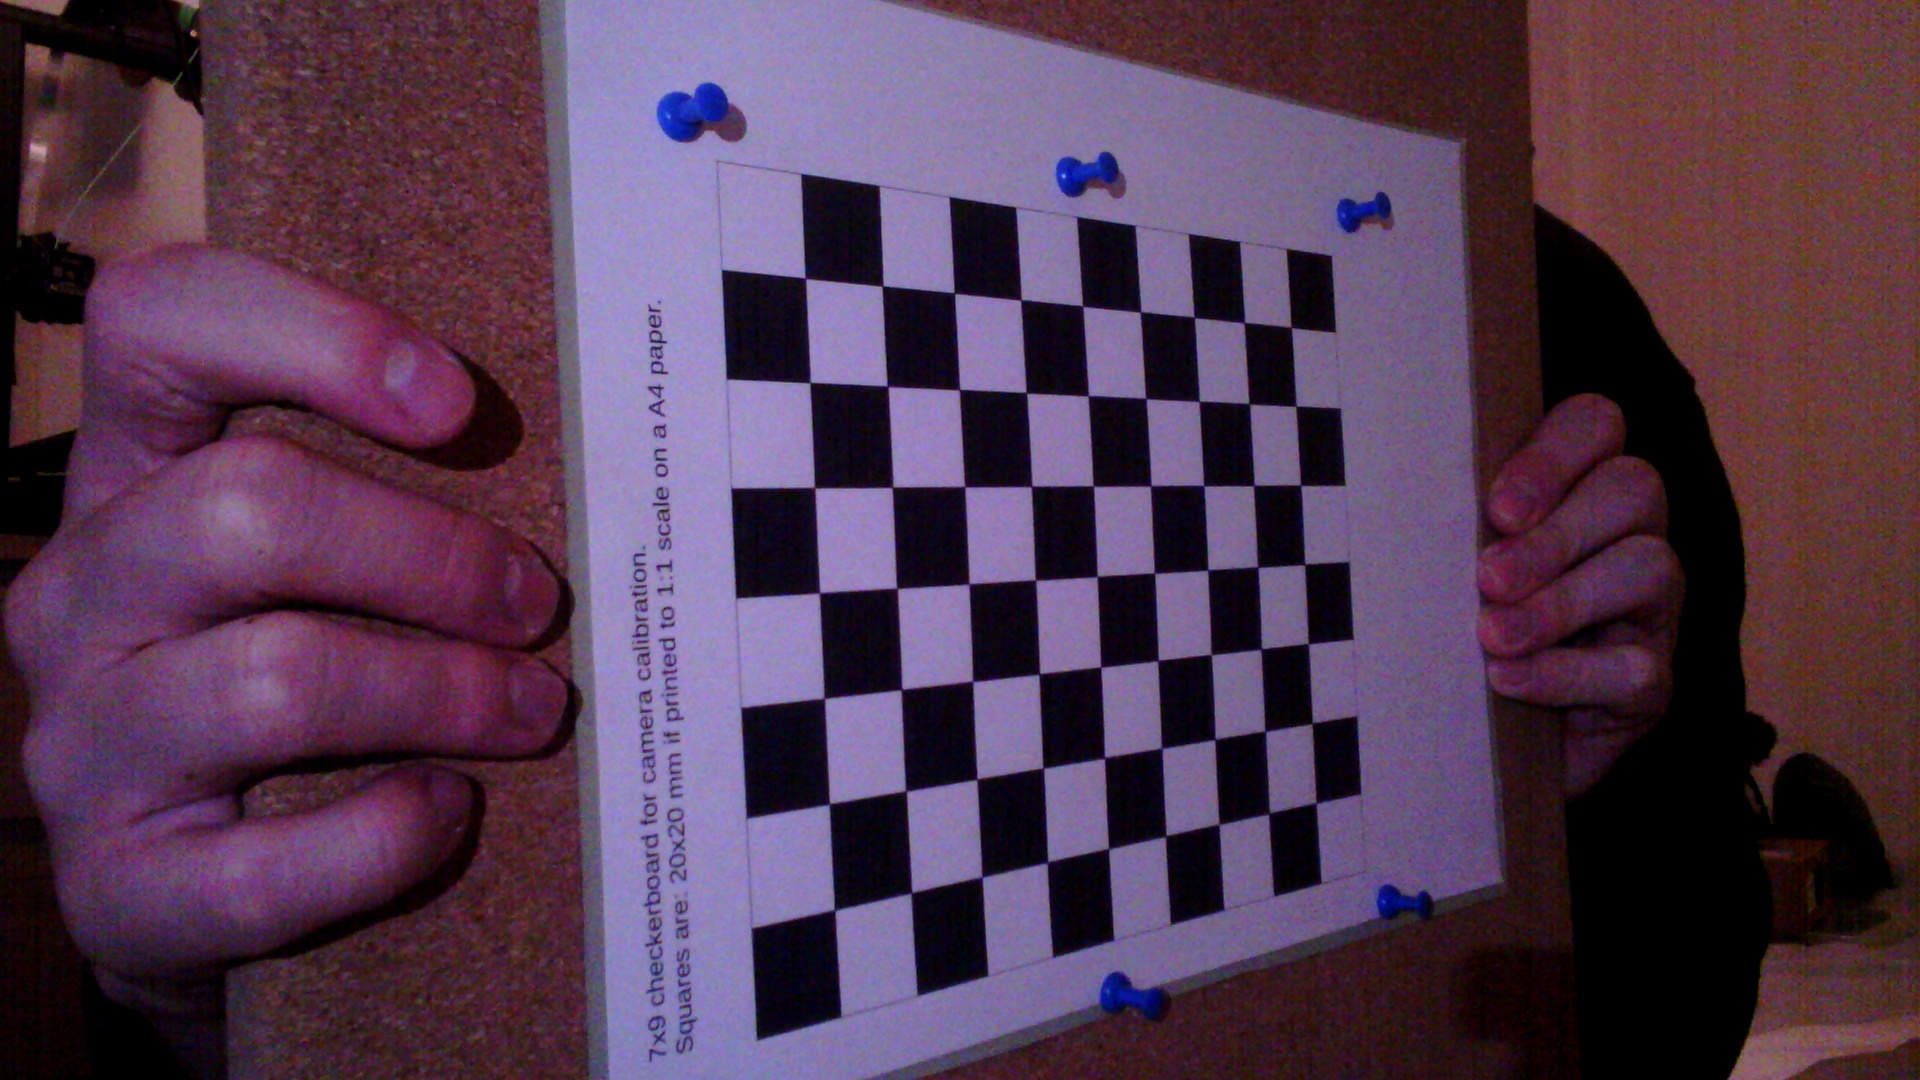 7x9 checkerboard for camera calibration.
Squares are: 20x20 mm if printed to 1:1 scale on a A4 paper.